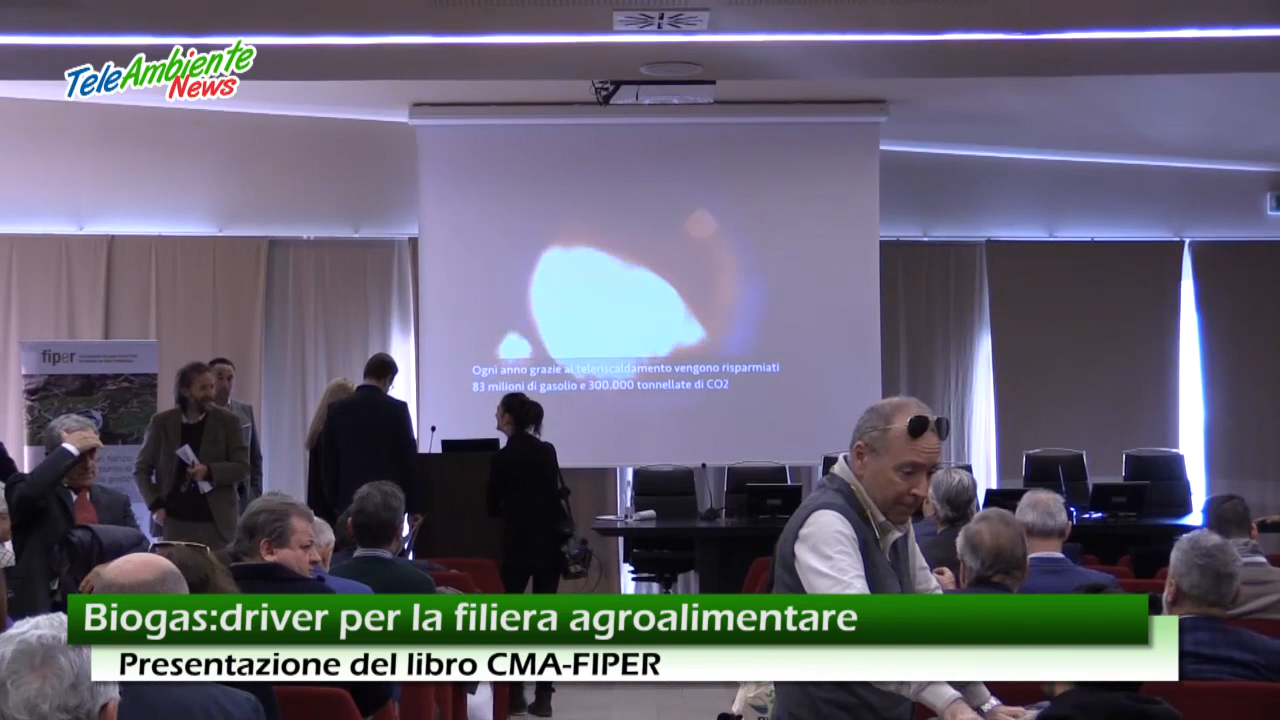 TeleAmbiente
News
Ogni anno grazie al teleriscaldamento vengono risparmiati
83 milioni di gasolio e 300.000 tonnellate di CO2
fiper
Biogas:driver per la filiera agroalimentare
Presentazione del libro CMA-FIPER